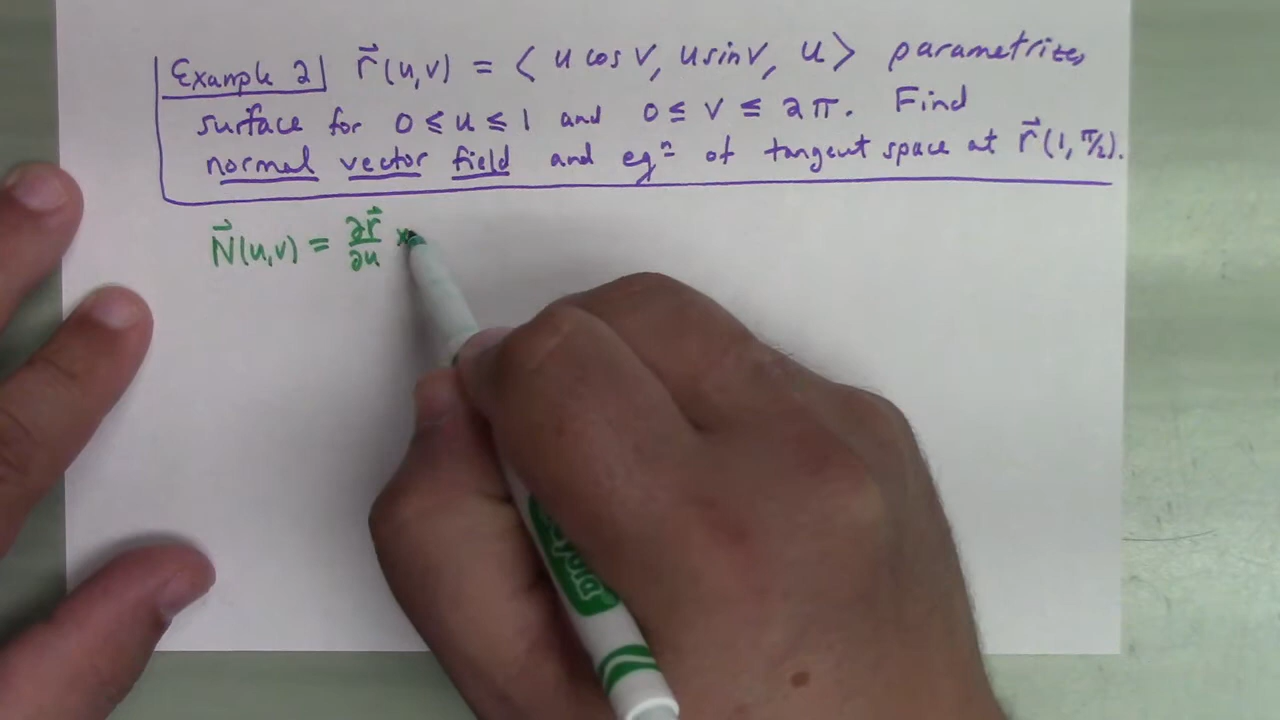 Example 2 r⃗(u,v) = ⟨ u cos v, u sin v, u ⟩ parametrizes
surface for 0 ≤ u ≤ 1 and 0 ≤ v ≤ 2π. Find
normal vector field and eqⁿ of tangent space at r⃗(1, π/2).
N⃗(u,v) = ∂r⃗/∂u ×